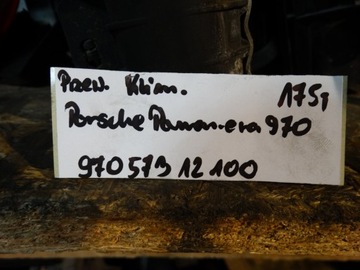 Przew. Klim. 175,
Porsche Panamera 970
970 573 12 100